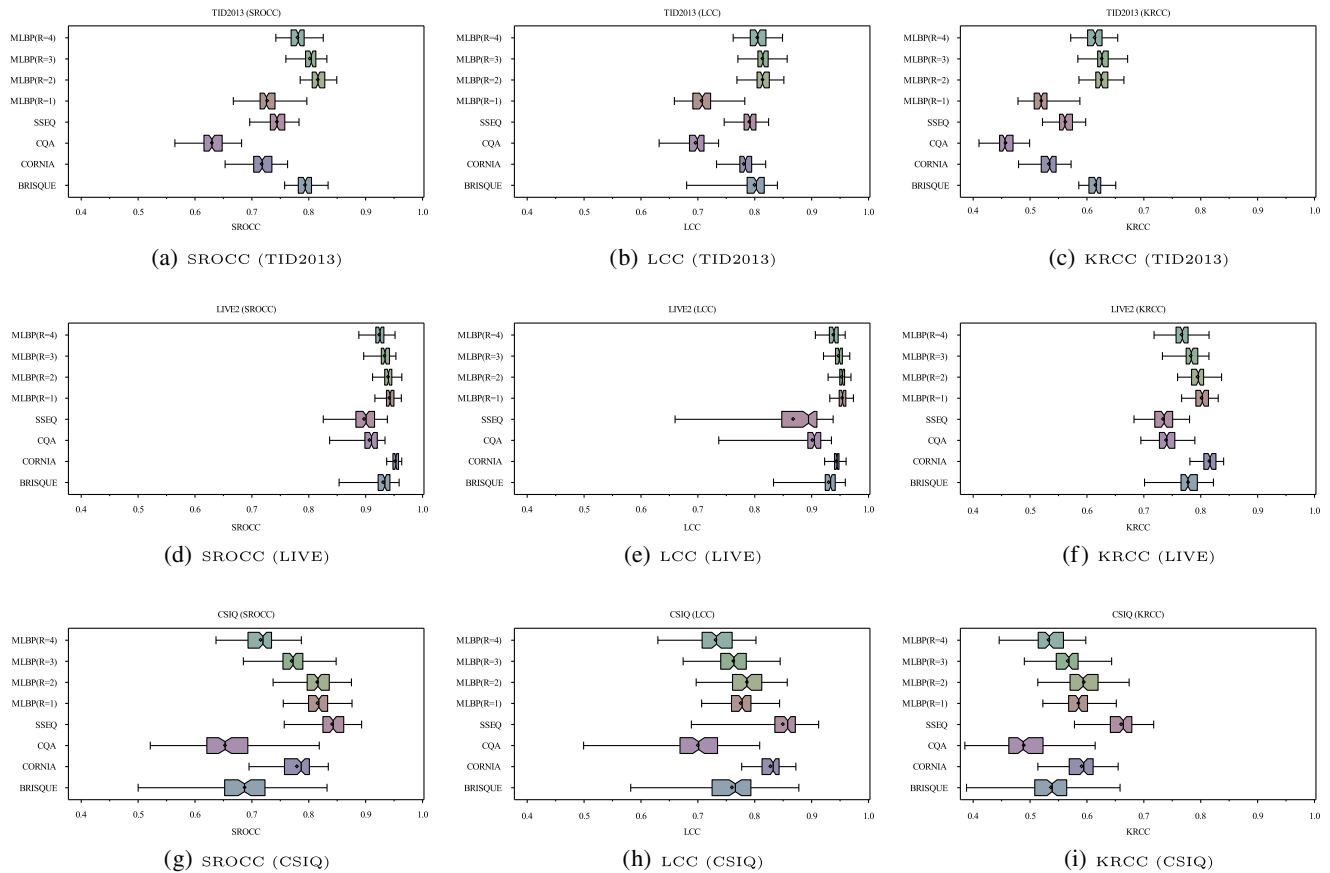 TID2013 (SROCC)
MLBP(R=4)
MLBP(R=3)
MLBP(R=2)
MLBP(R=1)
SSEQ
CQA
CORNIA
BRISQUE
0.4 0.5 0.6 0.7 0.8 0.9 1.0
SROCC
(a) SROCC (TID2013)
TID2013 (LCC)
MLBP(R=4)
MLBP(R=3)
MLBP(R=2)
MLBP(R=1)
SSEQ
CQA
CORNIA
BRISQUE
0.4 0.5 0.6 0.7 0.8 0.9 1.0
LCC
(b) LCC (TID2013)
TID2013 (KRCC)
MLBP(R=4)
MLBP(R=3)
MLBP(R=2)
MLBP(R=1)
SSEQ
CQA
CORNIA
BRISQUE
0.4 0.5 0.6 0.7 0.8 0.9 1.0
KRCC
(c) KRCC (TID2013)
LIVE2 (SROCC)
MLBP(R=4)
MLBP(R=3)
MLBP(R=2)
MLBP(R=1)
SSEQ
CQA
CORNIA
BRISQUE
0.4 0.5 0.6 0.7 0.8 0.9 1.0
SROCC
(d) SROCC (LIVE)
LIVE2 (LCC)
MLBP(R=4)
MLBP(R=3)
MLBP(R=2)
MLBP(R=1)
SSEQ
CQA
CORNIA
BRISQUE
0.4 0.5 0.6 0.7 0.8 0.9 1.0
LCC
(e) LCC (LIVE)
LIVE2 (KRCC)
MLBP(R=4)
MLBP(R=3)
MLBP(R=2)
MLBP(R=1)
SSEQ
CQA
CORNIA
BRISQUE
0.4 0.5 0.6 0.7 0.8 0.9 1.0
KRCC
(f) KRCC (LIVE)
CSIQ (SROCC)
MLBP(R=4)
MLBP(R=3)
MLBP(R=2)
MLBP(R=1)
SSEQ
CQA
CORNIA
BRISQUE
0.4 0.5 0.6 0.7 0.8 0.9 1.0
SROCC
(g) SROCC (CSIQ)
CSIQ (LCC)
MLBP(R=4)
MLBP(R=3)
MLBP(R=2)
MLBP(R=1)
SSEQ
CQA
CORNIA
BRISQUE
0.4 0.5 0.6 0.7 0.8 0.9 1.0
LCC
(h) LCC (CSIQ)
CSIQ (KRCC)
MLBP(R=4)
MLBP(R=3)
MLBP(R=2)
MLBP(R=1)
SSEQ
CQA
CORNIA
BRISQUE
0.4 0.5 0.6 0.7 0.8 0.9 1.0
KRCC
(i) KRCC (CSIQ)